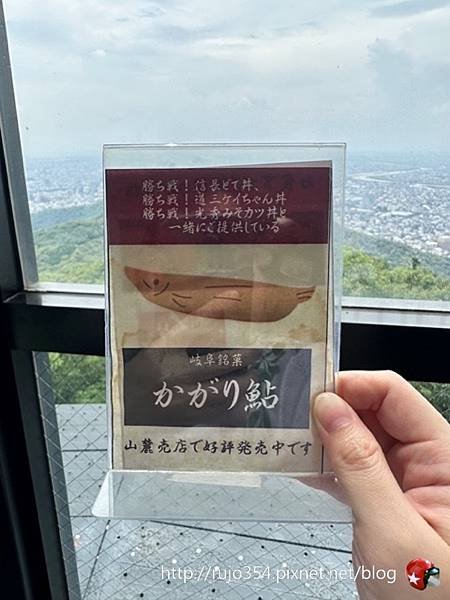 勝ち戦！信長どて丼、
勝ち戦！道三ケイちゃん丼
勝ち戦！光秀みそカツ丼と
一緒にご提供している
岐阜銘菓
かがり鮎
山麓売店で好評発売中です
http://rujo354.pixnet.net/blog